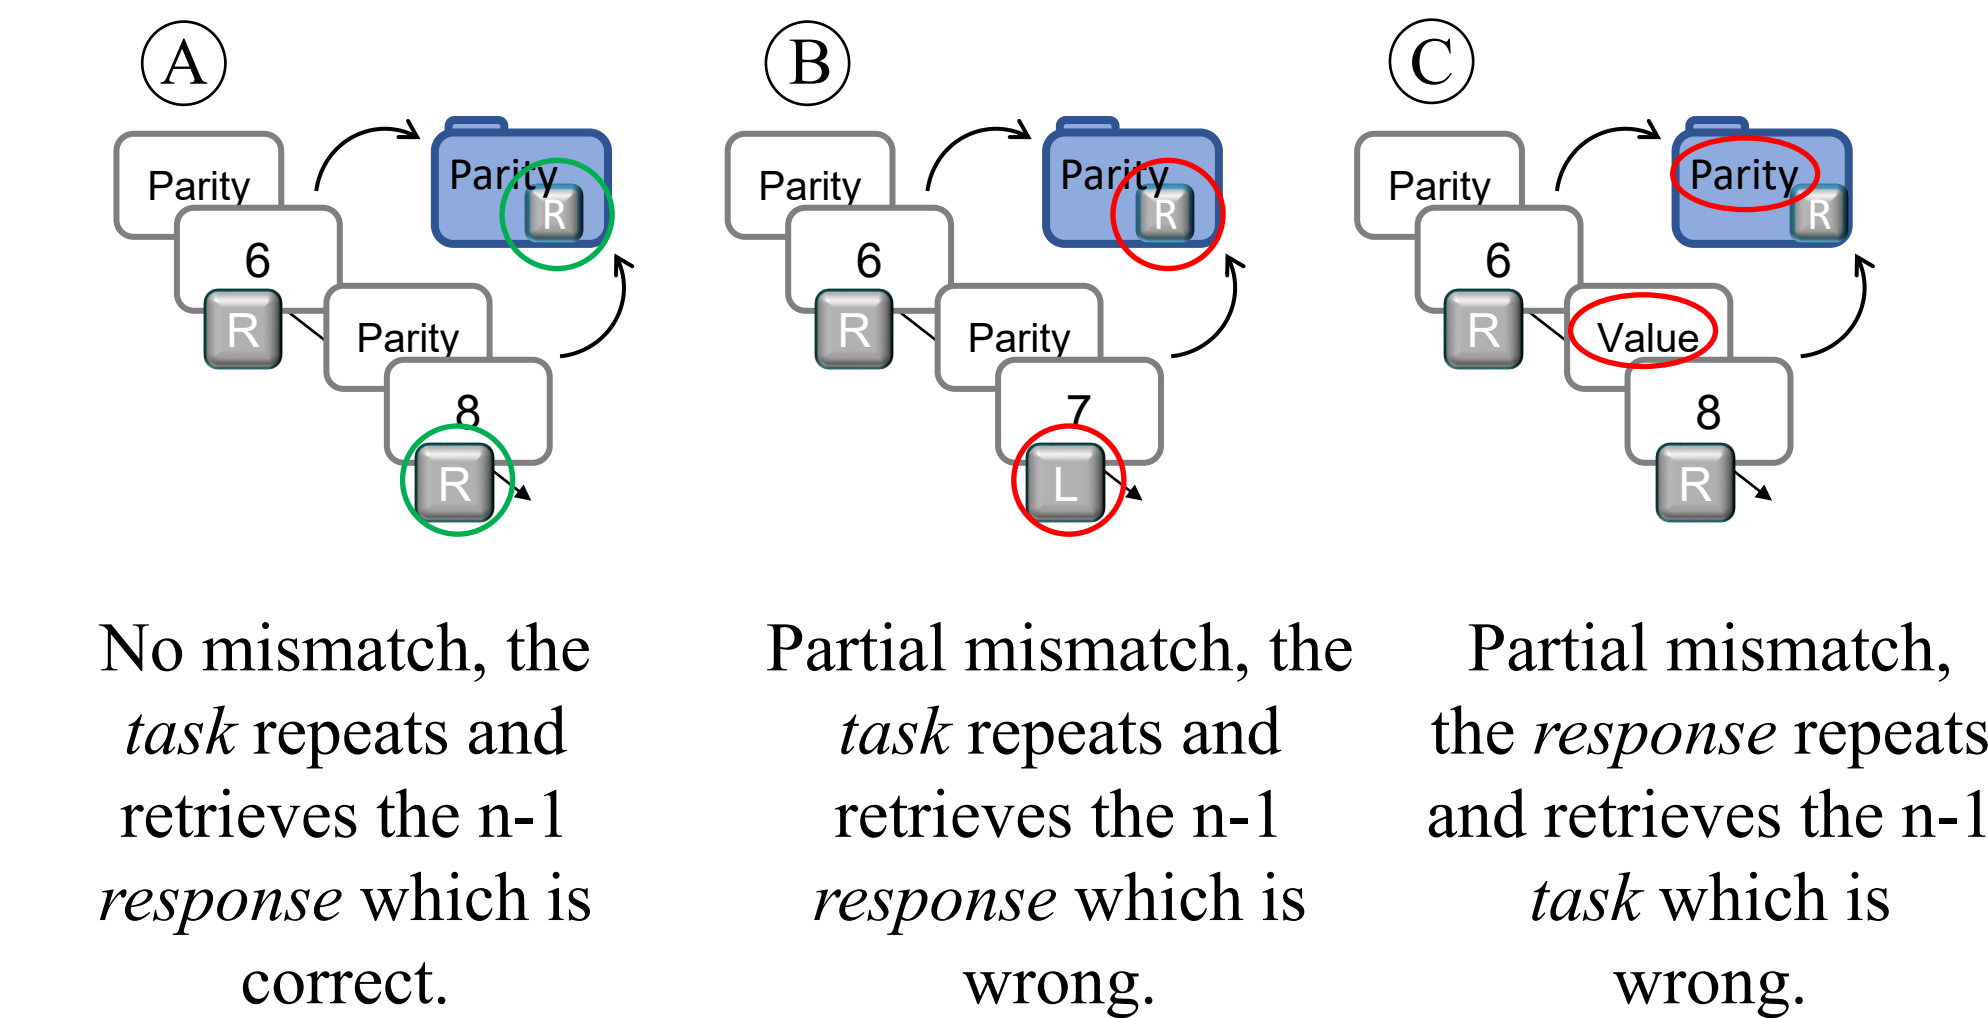 A
Parity
6
R
Parity
8
R
Parity
R
No mismatch, the
task repeats and
retrieves the n-1
response which is
correct.
B
Parity
6
R
Parity
7
L
Parity
R
Partial mismatch, the
task repeats and
retrieves the n-1
response which is
wrong.
C
Parity
6
R
Value
8
R
Parity
R
Partial mismatch,
the response repeats
and retrieves the n-1
task which is
wrong.